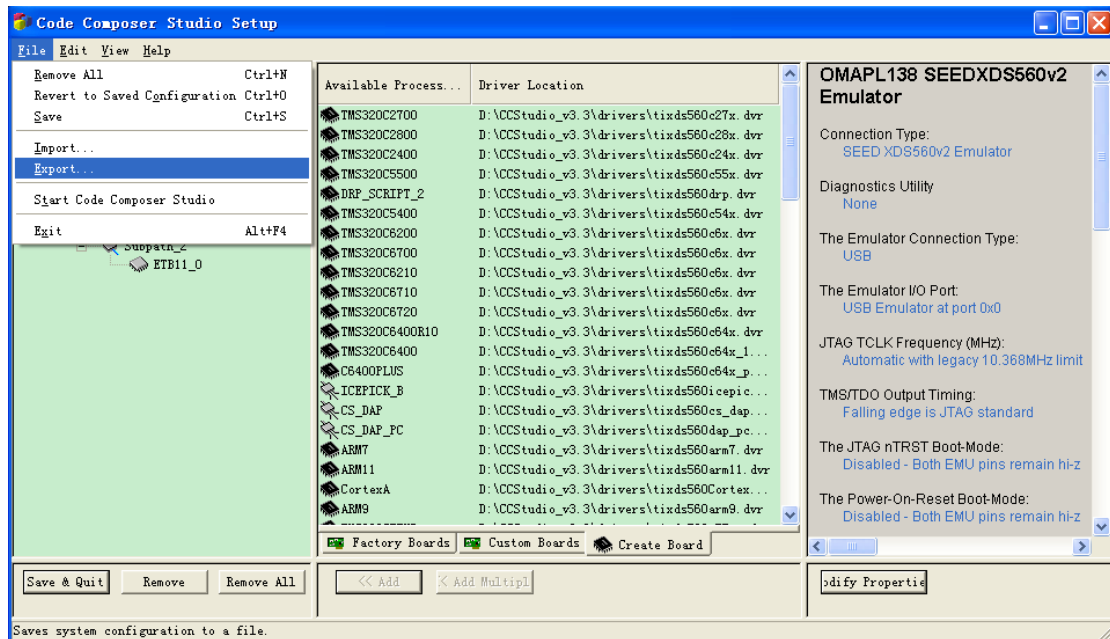 Code Composer Studio Setup
File Edit View Help
Remove All Ctrl+N
Revert to Saved Configuration Ctrl+O
Save Ctrl+S
Import...
Export...
Start Code Composer Studio
Exit Alt+F4
Subpath_2
ETB11_0
Available Process... Driver Location
TMS320C2700 D:\CCStudio_v3.3\drivers\tixds560c27x.dvr
TMS320C2800 D:\CCStudio_v3.3\drivers\tixds560c28x.dvr
TMS320C2400 D:\CCStudio_v3.3\drivers\tixds560c24x.dvr
TMS320C5500 D:\CCStudio_v3.3\drivers\tixds560c55x.dvr
DRP_SCRIPT_2 D:\CCStudio_v3.3\drivers\tixds560drp.dvr
TMS320C5400 D:\CCStudio_v3.3\drivers\tixds560c54x.dvr
TMS320C6200 D:\CCStudio_v3.3\drivers\tixds560c6x.dvr
TMS320C6700 D:\CCStudio_v3.3\drivers\tixds560c6x.dvr
TMS320C6210 D:\CCStudio_v3.3\drivers\tixds560c6x.dvr
TMS320C6710 D:\CCStudio_v3.3\drivers\tixds560c6x.dvr
TMS320C6720 D:\CCStudio_v3.3\drivers\tixds560c6x.dvr
TMS320C6400R10 D:\CCStudio_v3.3\drivers\tixds560c64x.dvr
TMS320C6400 D:\CCStudio_v3.3\drivers\tixds560c64x_1...
C6400PLUS D:\CCStudio_v3.3\drivers\tixds560c64x_p...
ICEPICK_B D:\CCStudio_v3.3\drivers\tixds560icepic...
CS_DAP D:\CCStudio_v3.3\drivers\tixds560cs_dap...
CS_DAP_PC D:\CCStudio_v3.3\drivers\tixds560dap_pc...
ARM7 D:\CCStudio_v3.3\drivers\tixds560arm7.dvr
ARM11 D:\CCStudio_v3.3\drivers\tixds560arm11.dvr
CortexA D:\CCStudio_v3.3\drivers\tixds560Cortex...
ARM9 D:\CCStudio_v3.3\drivers\tixds560arm9.dvr
Factory Boards Custom Boards Create Board
OMAPL138 SEEDXDS560v2
Emulator
Connection Type:
SEED XDS560v2 Emulator
Diagnostics Utility
None
The Emulator Connection Type:
USB
The Emulator I/O Port:
USB Emulator at port 0x0
JTAG TCLK Frequency (MHz):
Automatic with legacy 10.368MHz limit
TMS/TDO Output Timing:
Falling edge is JTAG standard
The JTAG nTRST Boot-Mode:
Disabled - Both EMU pins remain hi-z
The Power-On-Reset Boot-Mode:
Disabled - Both EMU pins remain hi-z
Save & Quit Remove Remove All << Add Add Multipl odify Propertie
Saves system configuration to a file.